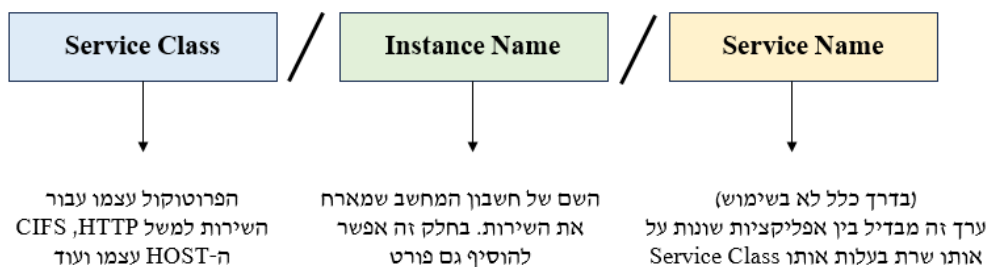 Service Class / Instance Name / Service Name
הפרוטוקול עצמו עבור
השירות למשל CIFS ,HTTP
ה-HOST עצמו ועוד
השם של חשבון המחשב שמארח
את השירות. בחלק זה אפשר
להוסיף גם פורט
(בדרך כלל לא בשימוש)
ערך זה מבדיל בין אפליקציות שונות על
אותו שרת בעלות אותו Service Class